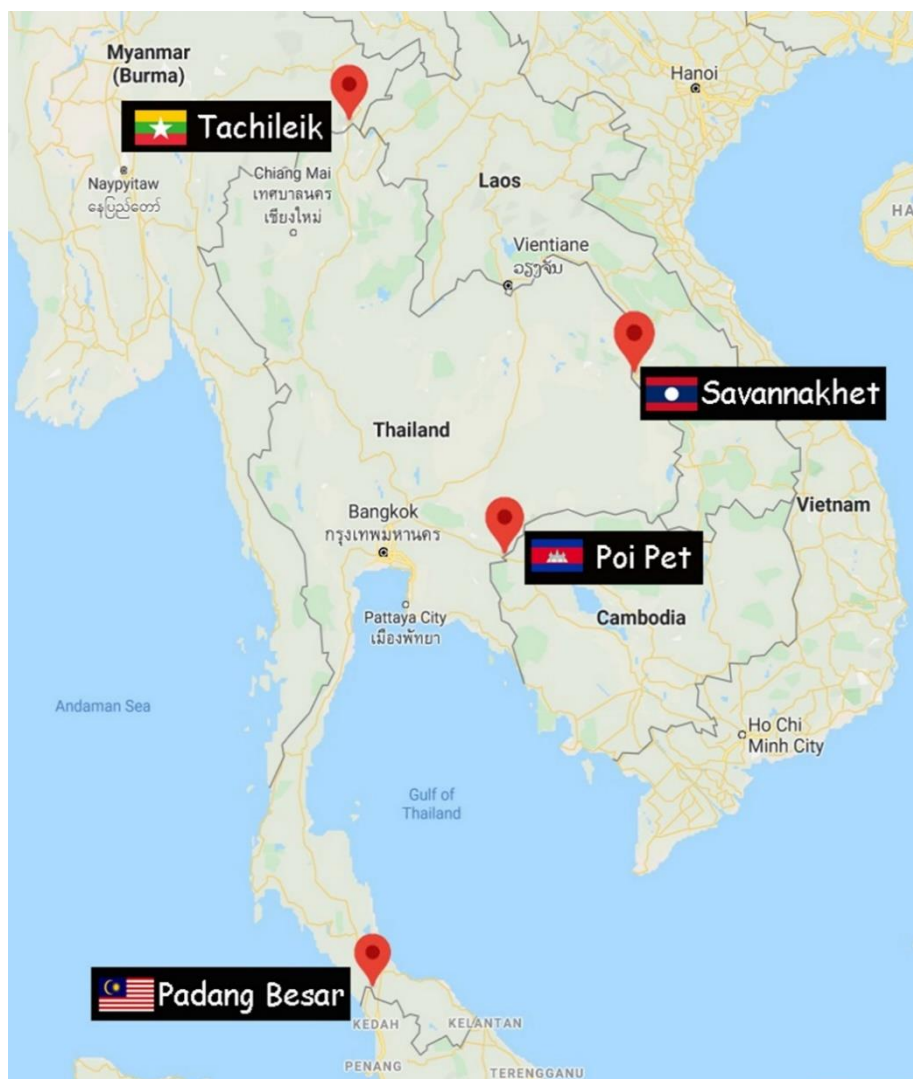 Myanmar
(Burma)
Hanoi
Tachileik
Chiang Mai
เทศบาลนคร
เชียงใหม่
Naypyitaw
နေပြည်တော်
Laos
HA
Vientiane
ວຽງຈັນ
Savannakhet
Thailand
Vietnam
Bangkok
กรุงเทพมหานคร
Poi Pet
Pattaya City
เมืองพัทยา
Cambodia
Andaman Sea
Ho Chi
Minh City
Gulf of
Thailand
Padang Besar
KEDAH
KELANTAN
PENANG
TERENGGANU